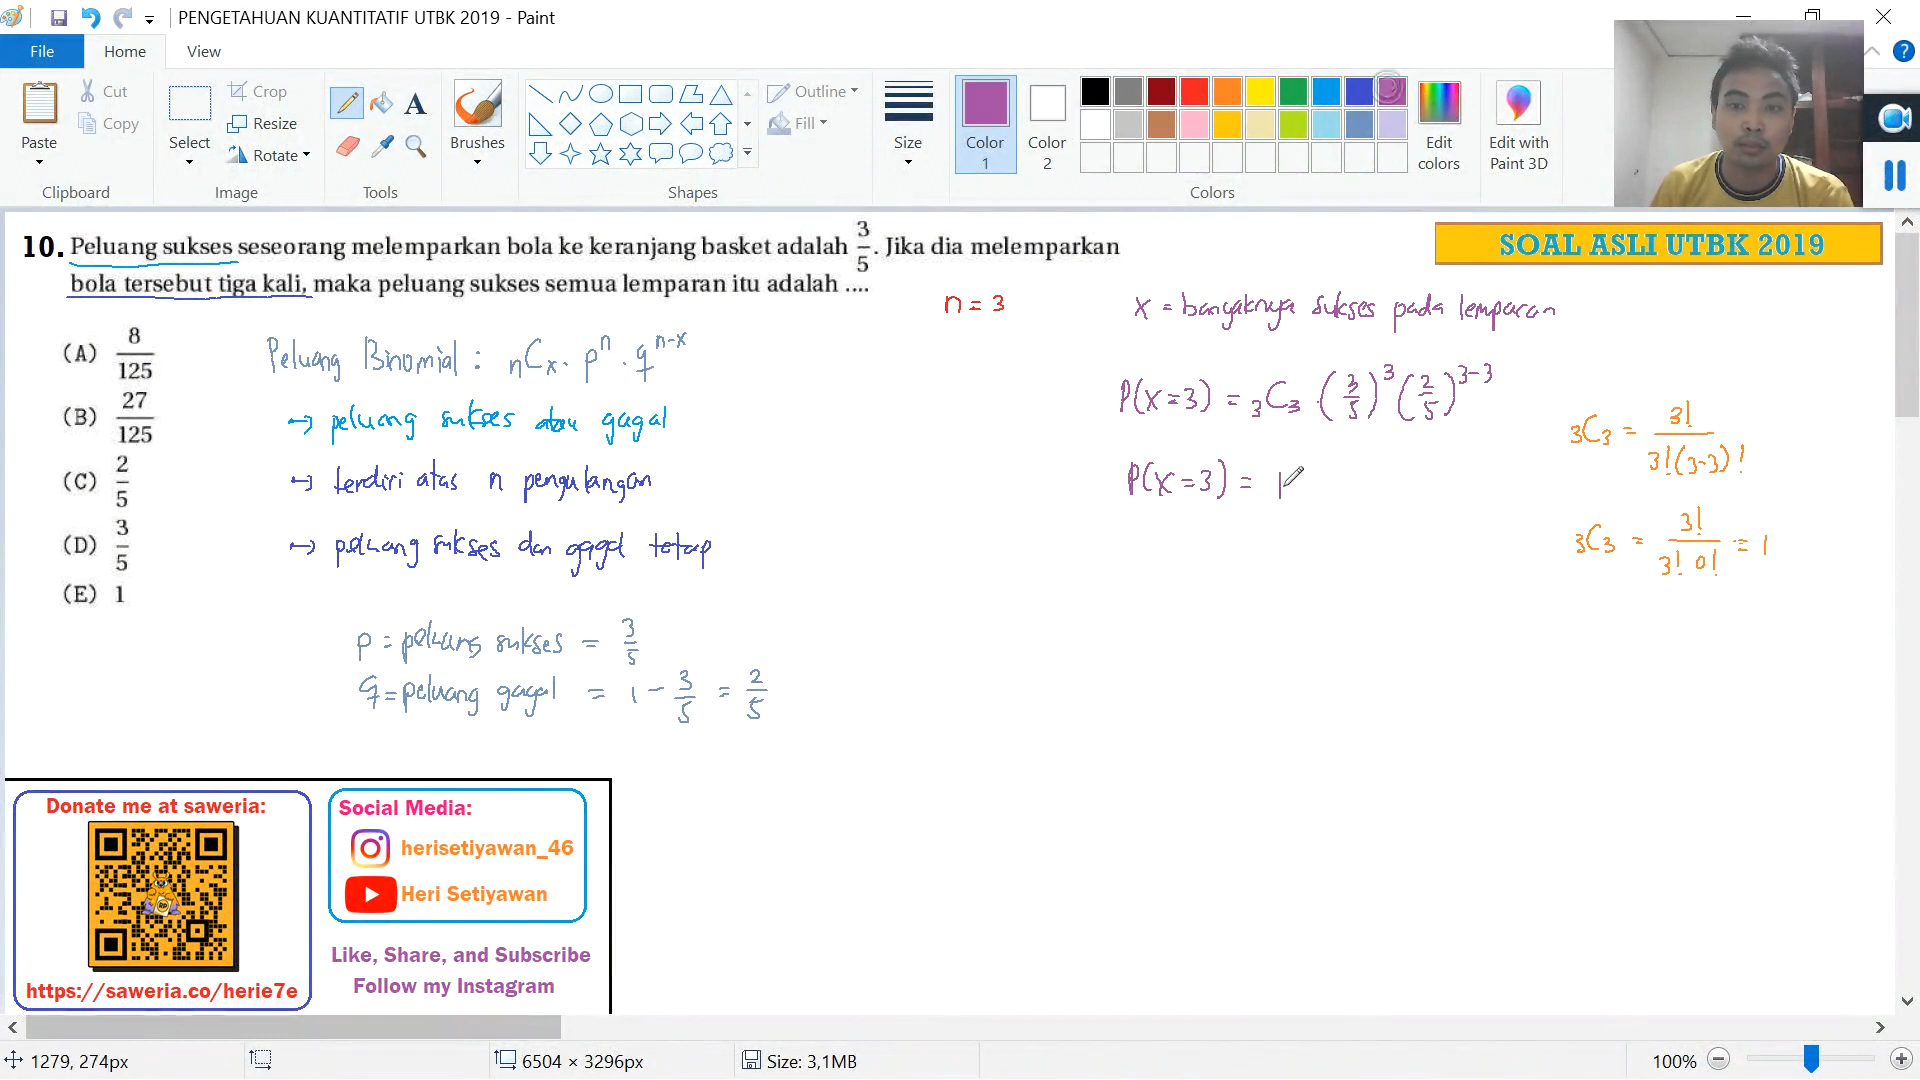 PENGETAHUAN KUANTITATIF UTBK 2019 - Paint
File Home View
Paste
Cut
Copy
Clipboard
Select
Crop
Resize
Rotate
Image
Tools
Brushes
Shapes
Outline
Fill
Size
Color 1
Color 2
Colors
Edit colors
Edit with Paint 3D
SOAL ASLI UTBK 2019
10. Peluang sukses seseorang melemparkan bola ke keranjang basket adalah 3/5. Jika dia melemparkan
bola tersebut tiga kali, maka peluang sukses semua lemparan itu adalah ....
(A) 8/125
(B) 27/125
(C) 2/5
(D) 3/5
(E) 1
Peluang Binomial : nCx . p^n . q^(n-x)
→ peluang sukses atau gagal
→ terdiri atas n pengulangan
→ peluang sukses dan gagal tetap
p = peluang sukses = 3/5
q = peluang gagal = 1 - 3/5 = 2/5
n = 3
x = banyaknya sukses pada lemparan
P(x=3) = 3C3 . (3/5)^3 (2/5)^(3-3)
P(x=3) = 1
3C3 = 3!/3!(3-3)!
3C3 = 3!/3! 0! = 1
Donate me at saweria:
https://saweria.co/herie7e
Social Media:
herisetiyawan_46
Heri Setiyawan
Like, Share, and Subscribe
Follow my Instagram
1279, 274px
6504 × 3296px
Size: 3,1MB
100%